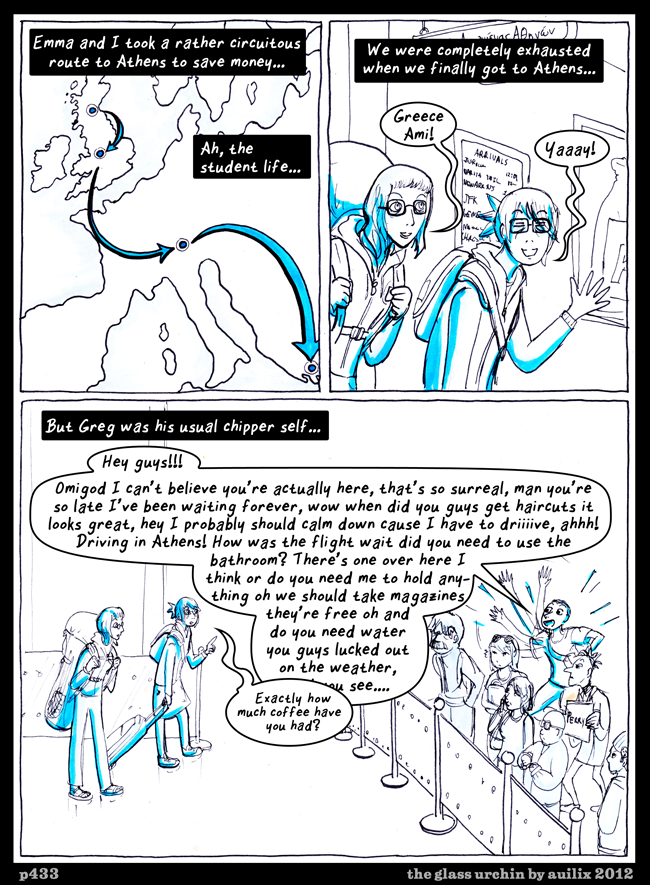 Emma and I took a rather circuitous
route to Athens to save money...
Ah, the
student life...
We were completely exhausted
when we finally got to Athens...
Greece
Ami!
Yaaay!
ARRIVALS
JFK
But Greg was his usual chipper self...
Hey guys!!!
Omigod I can't believe you're actually here, that's so surreal, man you're
so late I've been waiting forever, wow when did you guys get haircuts it
looks great, hey I probably should calm down cause I have to driiiive, ahhh!
Driving in Athens! How was the flight wait did you need to use the
bathroom? There's one over here I
think or do you need me to hold any-
thing oh we should take magazines
they're free oh and
do you need water
you guys lucked out
on the weather,
you see....
Exactly how
much coffee have
you had?
PERRY
p433
the glass urchin by auilix 2012